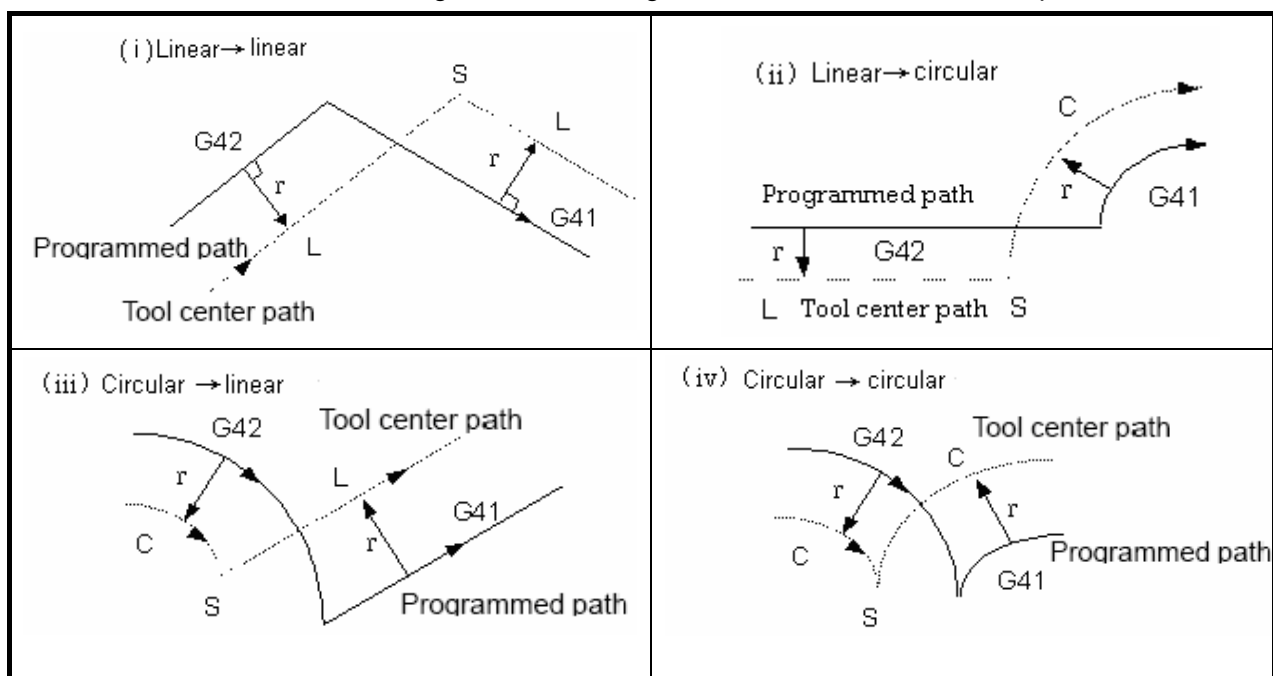 (i)Linear→ linear
S
L
G42
r
r
G41
Programmed path
L
Tool center path
(ii) Linear→circular
C
r
G41
Programmed path
r
G42
L Tool center path S
(iii) Circular →linear
Tool center path
G42
L
r
G41
r
C
S
Programmed path
(iv) Circular → circular
Tool center path
G42
C
r
r
C
Programmed path
G41
S